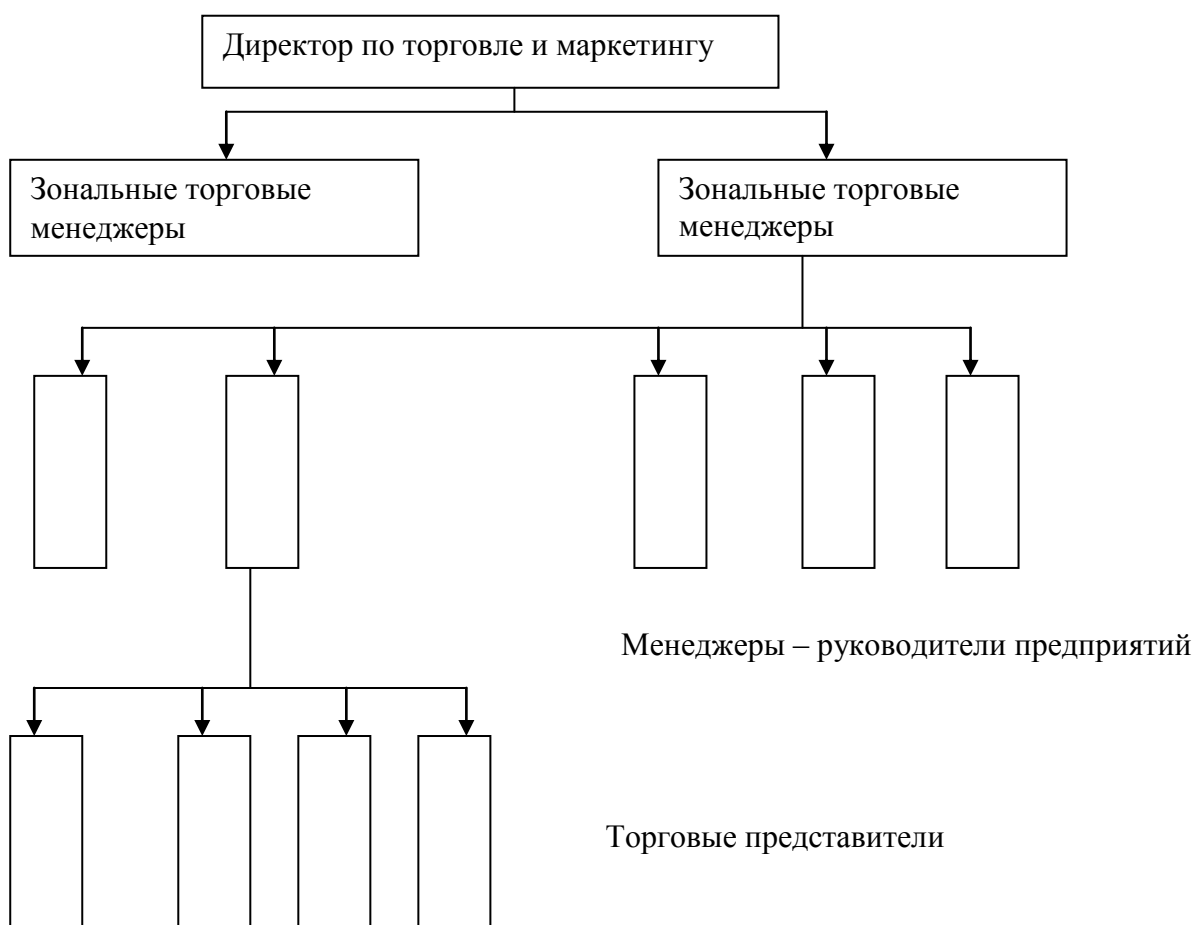 Директор по торговле и маркетингу
Зональные торговые
менеджеры
Зональные торговые
менеджеры
Менеджеры – руководители предприятий
Торговые представители